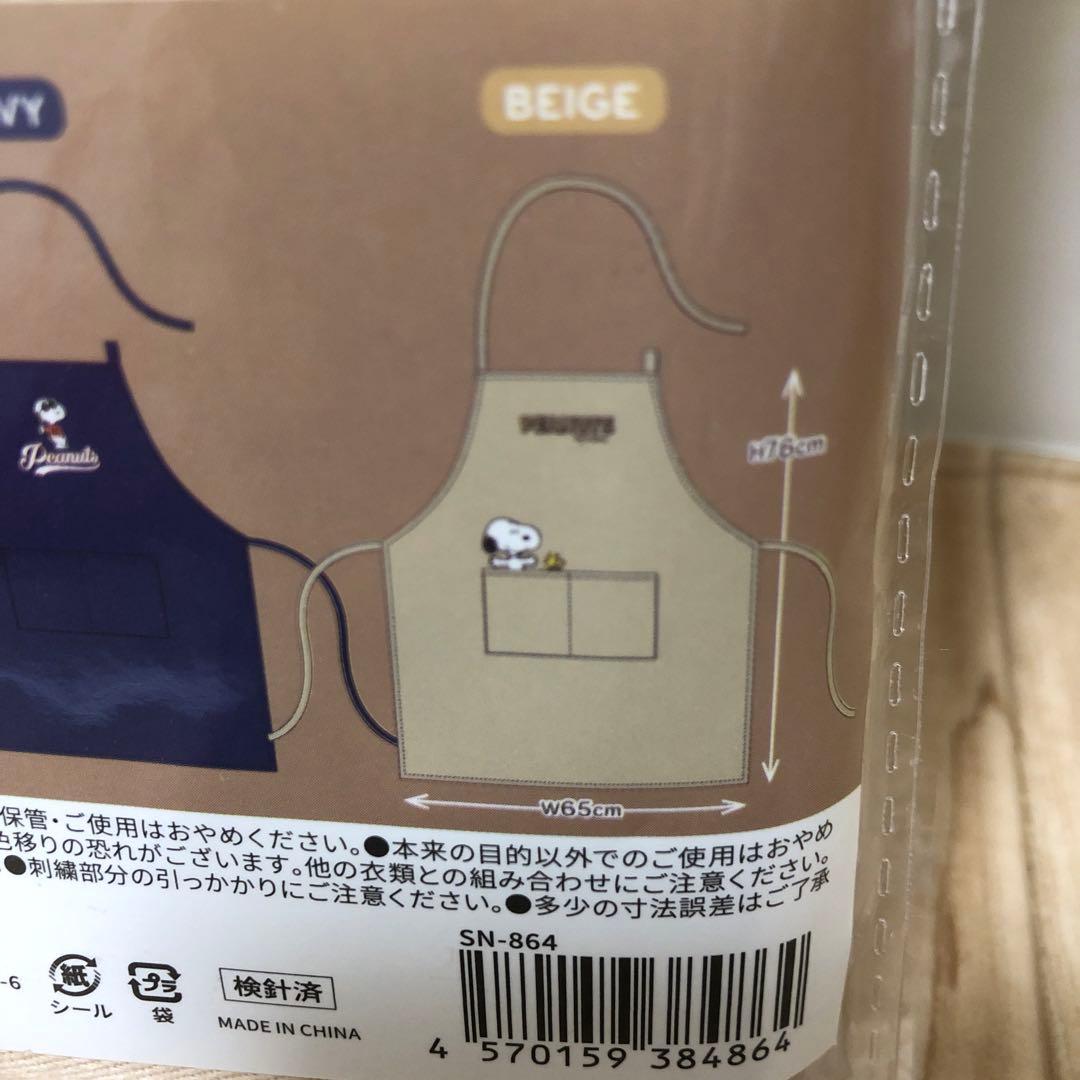 VY
BEIGE
Peanuts
PEANUTS
H76cm
W65cm
保管・ご使用はおやめください。●本来の目的以外でのご使用はおやめ
色移りの恐れがございます。他の衣類との組み合わせにご注意ください。
●刺繍部分の引っかかりにご注意ください。●多少の寸法誤差はご了承
SN-864
-6
紙
シール
プラ
袋
検針済
MADE IN CHINA
4 570159 384864